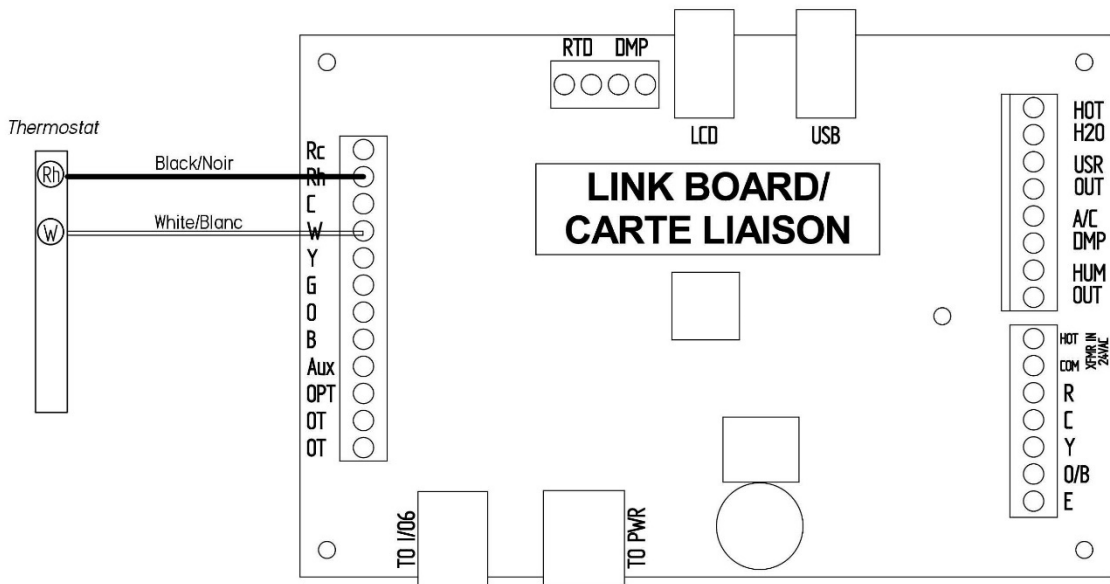 RTD DMP
LCD
USB
Thermostat
Rh
W
Black/Noir
White/Blanc
Rc
Rh
C
W
Y
G
O
B
Aux
OPT
OT
OT
LINK BOARD/
CARTE LIAISON
HOT
H2O
USR
OUT
A/C
DMP
HUM
OUT
HOT
COM
XFMR IN
24VAC
R
C
Y
O/B
E
TO I/O6
TO PWR